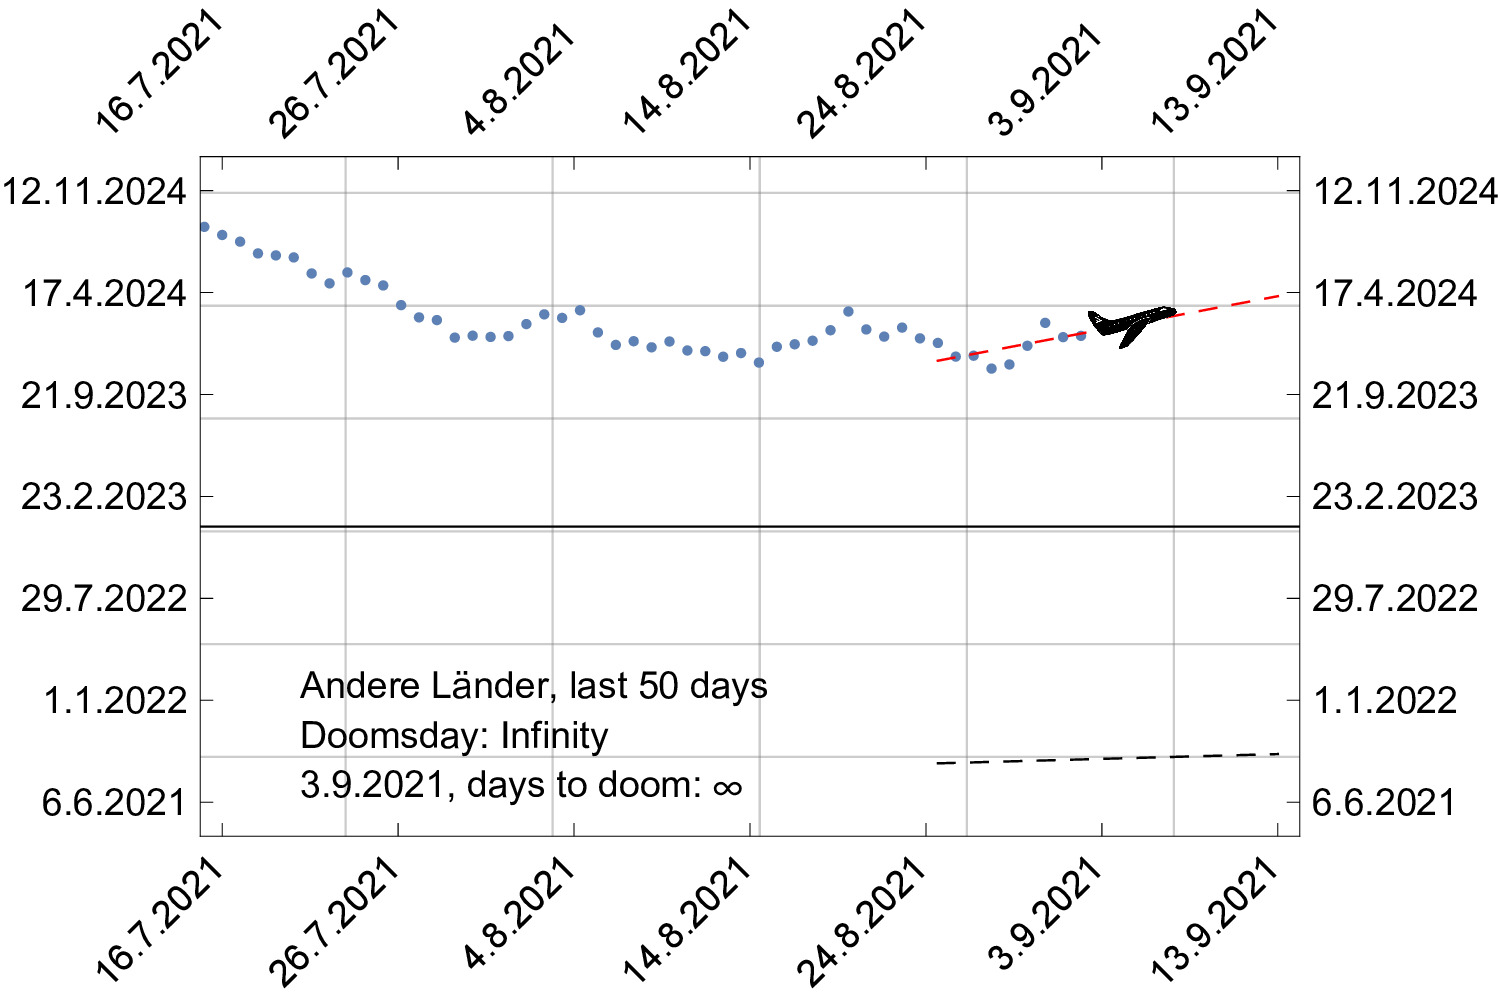 16.7.2021 26.7.2021 4.8.2021 14.8.2021 24.8.2021 3.9.2021 13.9.2021
12.11.2024 12.11.2024
17.4.2024 17.4.2024
21.9.2023 21.9.2023
23.2.2023 23.2.2023
29.7.2022 29.7.2022
Andere Länder, last 50 days
1.1.2022 1.1.2022
Doomsday: Infinity
3.9.2021, days to doom: ∞
6.6.2021 6.6.2021
16.7.2021 26.7.2021 4.8.2021 14.8.2021 24.8.2021 3.9.2021 13.9.2021